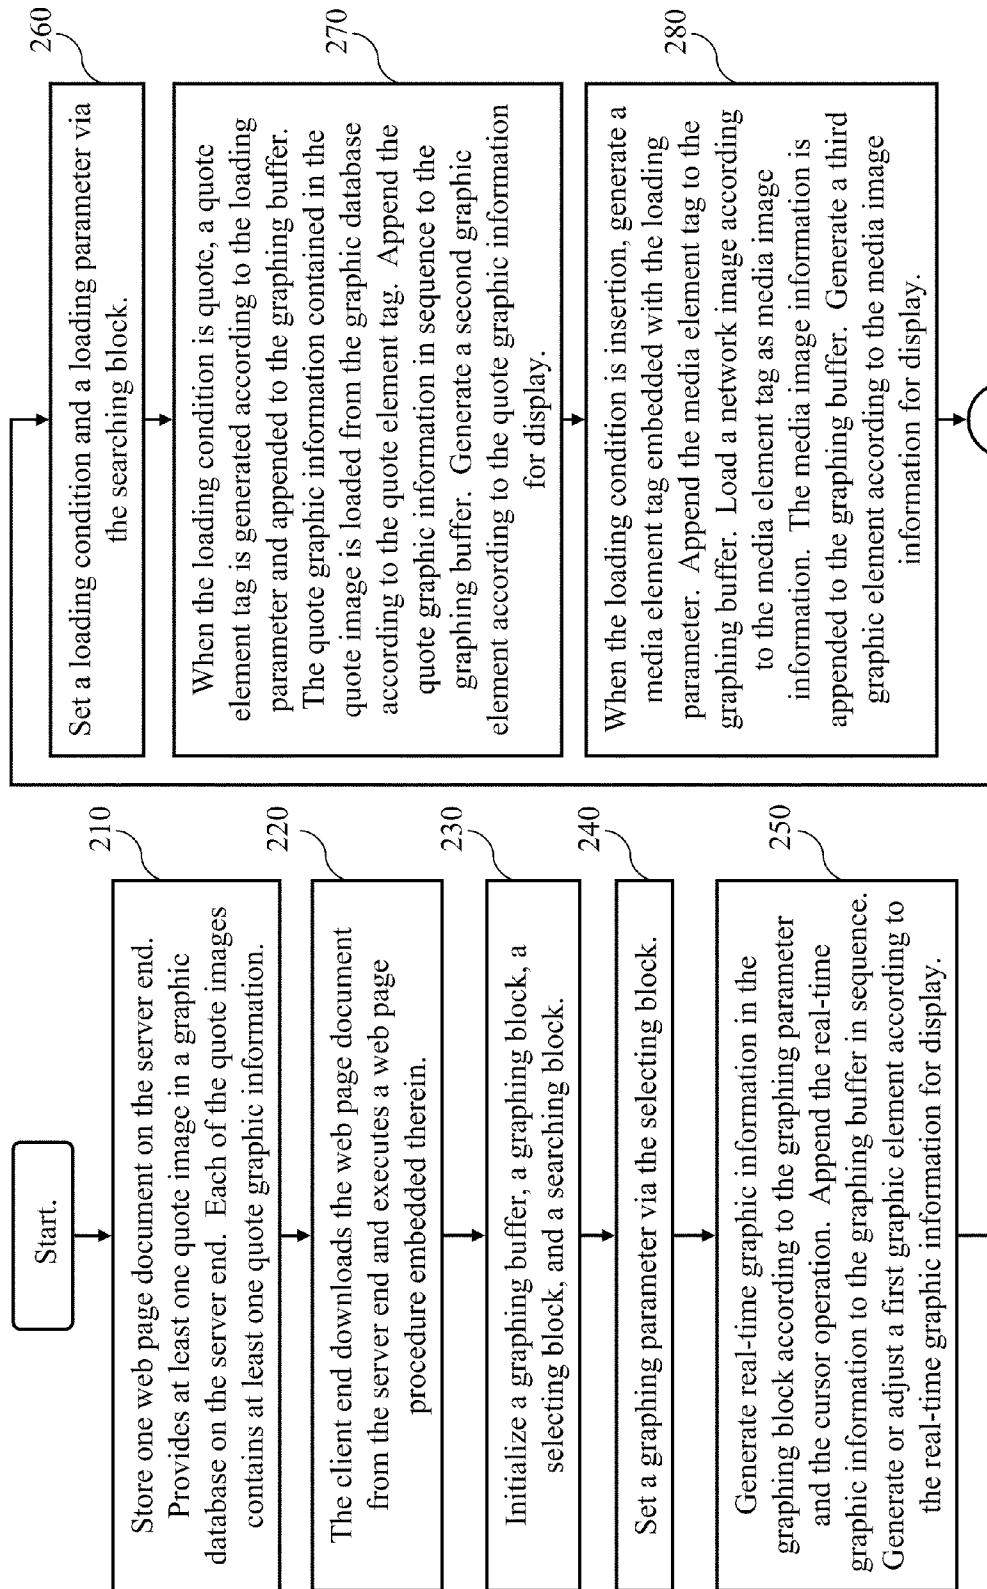 Start.
210
Store one web page document on the server end.
Provides at least one quote image in a graphic
database on the server end. Each of the quote images
contains at least one quote graphic information.
220
The client end downloads the web page document
from the server end and executes a web page
procedure embedded therein.
230
Initialize a graphing buffer, a graphing block, a
selecting block, and a searching block.
240
Set a graphing parameter via the selecting block.
250
Generate real-time graphic information in the
graphing block according to the graphing parameter
and the cursor operation. Append the real-time
graphic information to the graphing buffer in sequence.
Generate or adjust a first graphic element according to
the real-time graphic information for display.
260
Set a loading condition and a loading parameter via
the searching block.
270
When the loading condition is quote, a quote
element tag is generated according to the loading
parameter and appended to the graphing buffer.
The quote graphic information contained in the
quote image is loaded from the graphic database
according to the quote element tag. Append the
quote graphic information in sequence to the
graphing buffer. Generate a second graphic
element according to the quote graphic information
for display.
280
When the loading condition is insertion, generate a
media element tag embedded with the loading
parameter. Append the media element tag to the
graphing buffer. Load a network image according
to the media element tag as media image
information. The media image information is
appended to the graphing buffer. Generate a third
graphic element according to the media image
information for display.